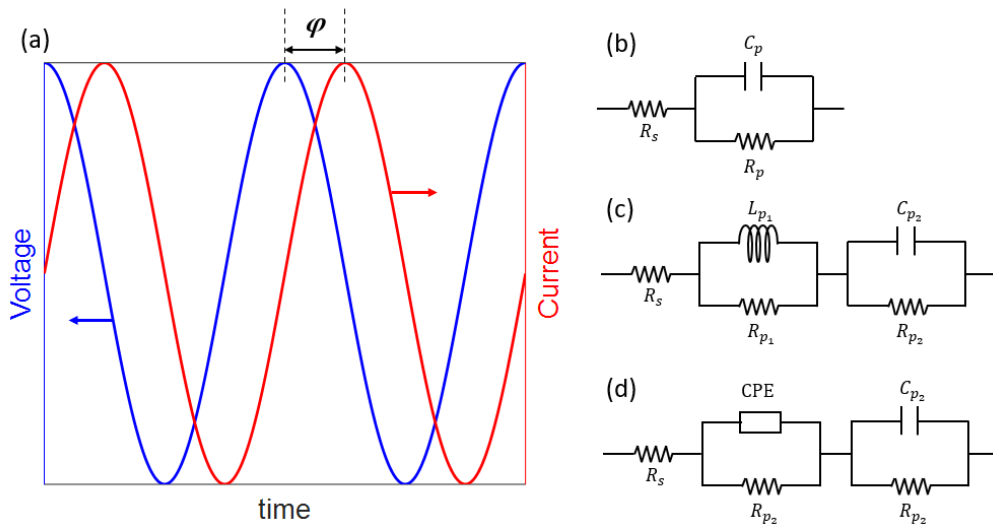 (a)
φ
Voltage
Current
time
(b)
Cₚ
Rₛ
Rₚ
(c)
Lₚ₁
Cₚ₂
Rₛ
Rₚ₁
Rₚ₂
(d)
CPE
Cₚ₂
Rₛ
Rₚ₂
Rₚ₂